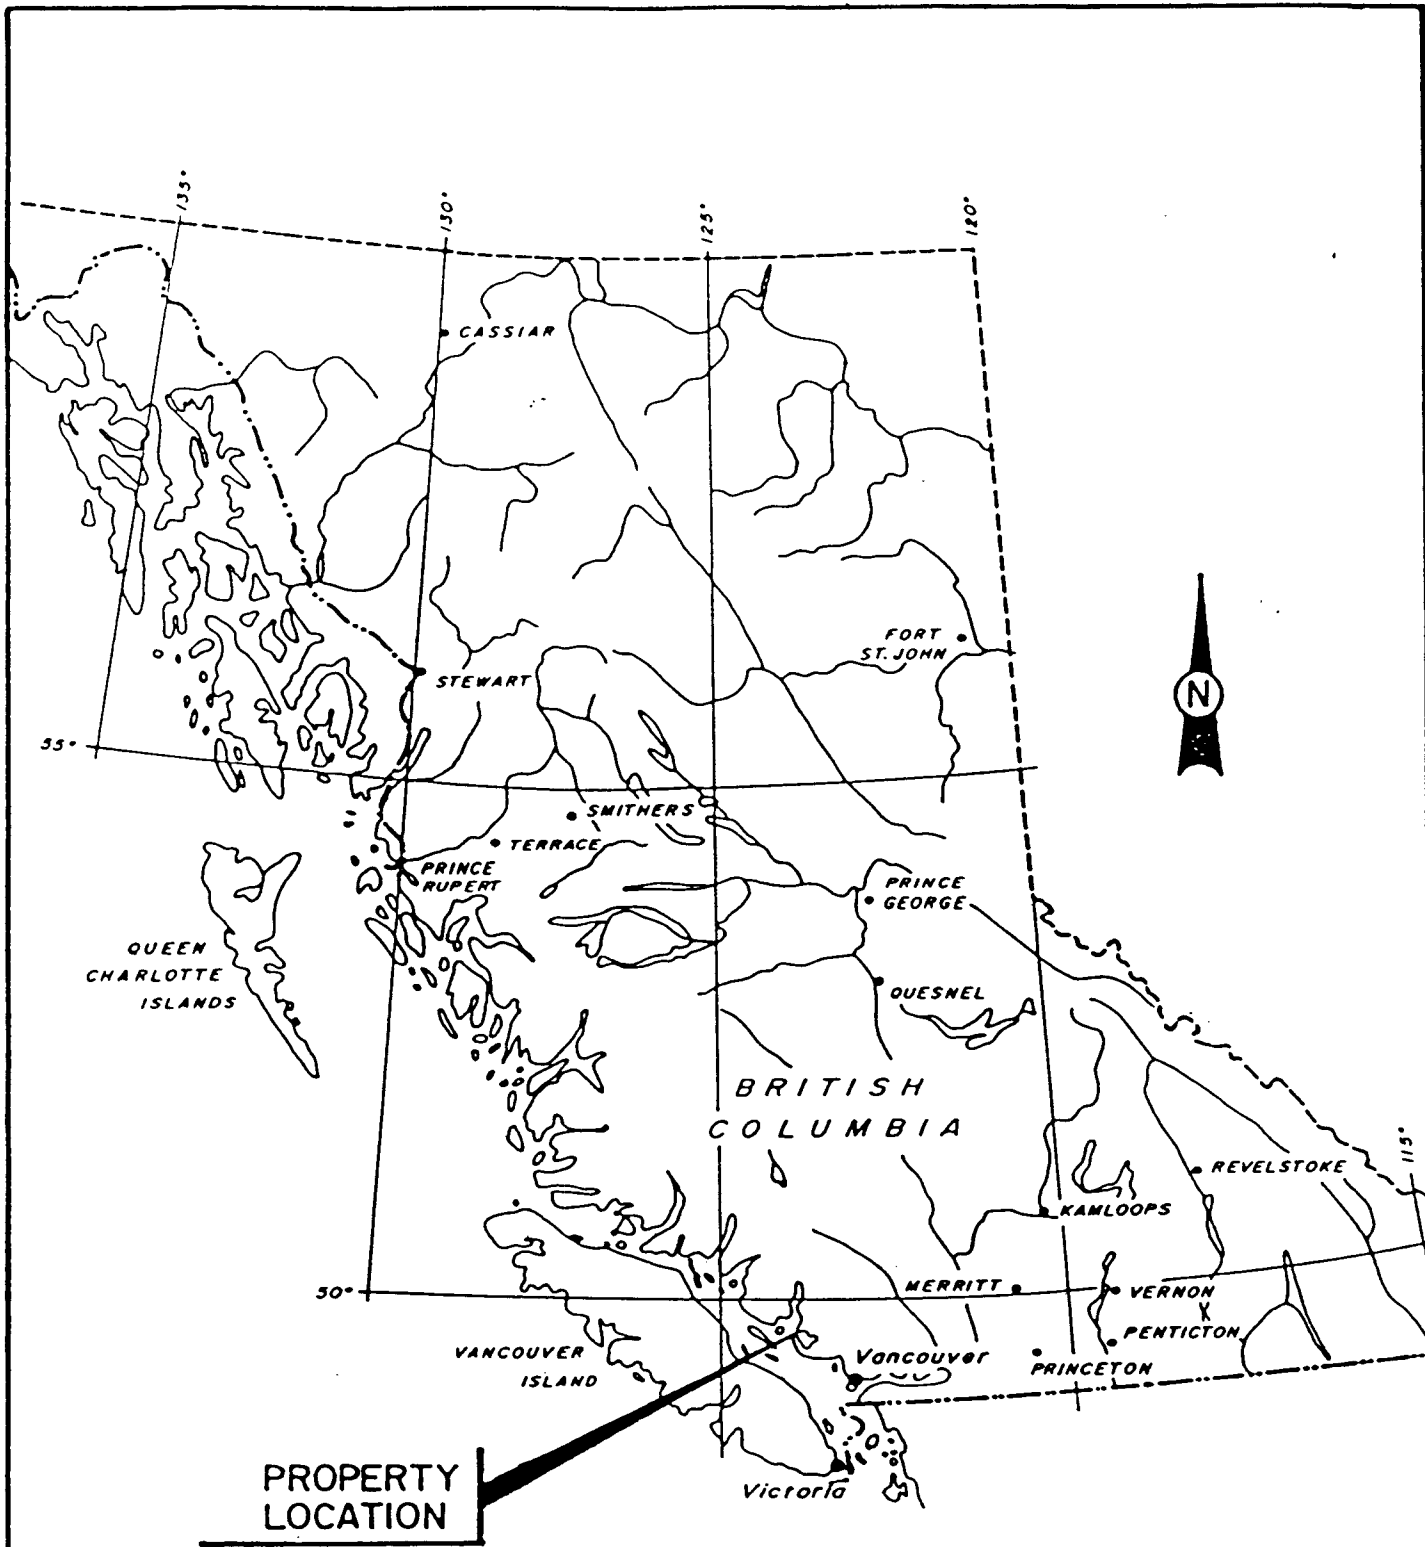 135°
130°
125°
120°
CASSIAR
FORT
ST. JOHN
STEWART
N
55°
SMITHERS
TERRACE
PRINCE
RUPERT
PRINCE
GEORGE
QUEEN
CHARLOTTE
ISLANDS
QUESNEL
BRITISH
COLUMBIA
115°
REVELSTOKE
KAMLOOPS
50°
MERRITT
VERNON
X
PENTICTON
VANCOUVER
ISLAND
Vancouver
PRINCETON
PROPERTY
LOCATION
Victoria